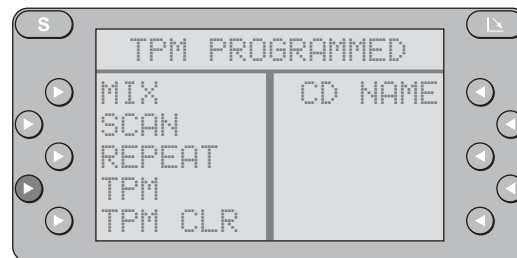 S
TPM PROGRAMMED
MIX
CD NAME
SCAN
REPEAT
TPM
TPM CLR